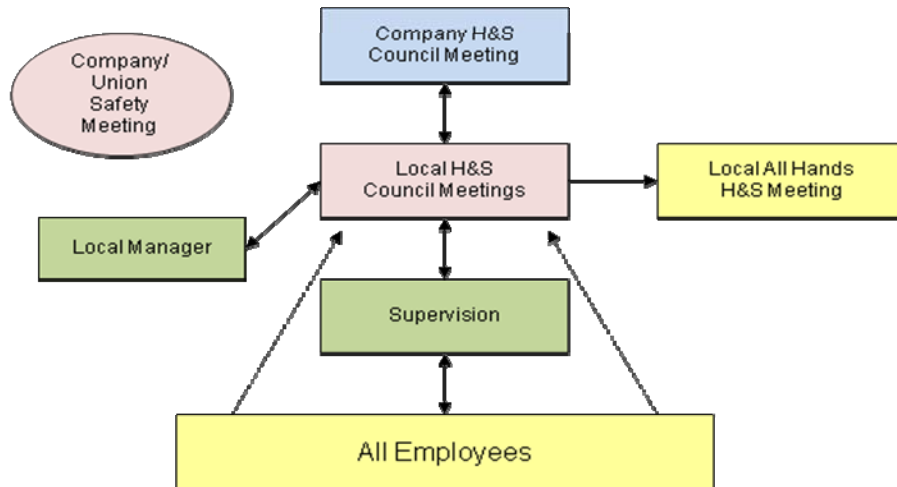 Company/
Union
Safety
Meeting
Company H&S
Council Meeting
Local H&S
Council Meetings
Local All Hands
H&S Meeting
Local Manager
Supervision
All Employees